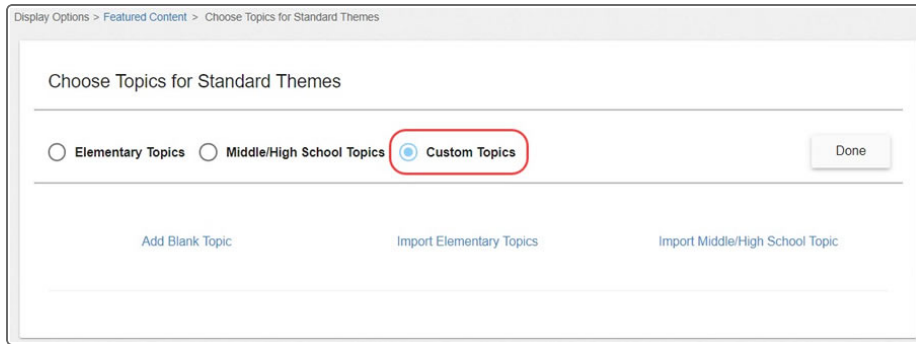 Display Options > Featured Content > Choose Topics for Standard Themes
Choose Topics for Standard Themes
Elementary Topics Middle/High School Topics Custom Topics Done
Add Blank Topic Import Elementary Topics Import Middle/High School Topic